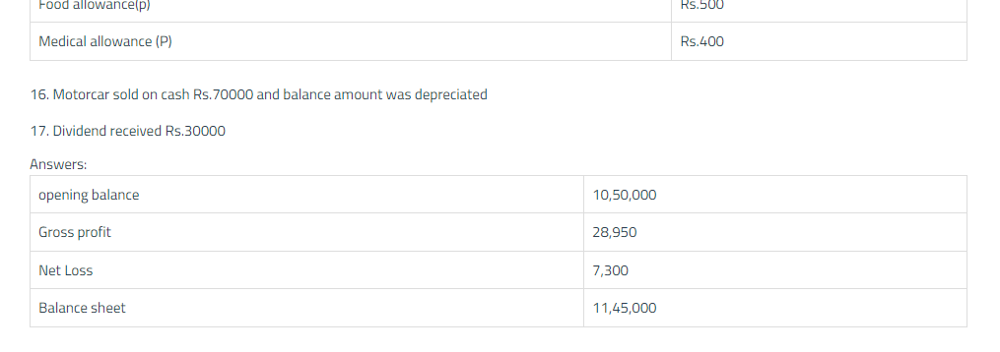 Food allowance(p) Rs.500
Medical allowance (P) Rs.400
16. Motorcar sold on cash Rs.70000 and balance amount was depreciated
17. Dividend received Rs.30000
Answers:
opening balance 10,50,000
Gross profit 28,950
Net Loss 7,300
Balance sheet 11,45,000